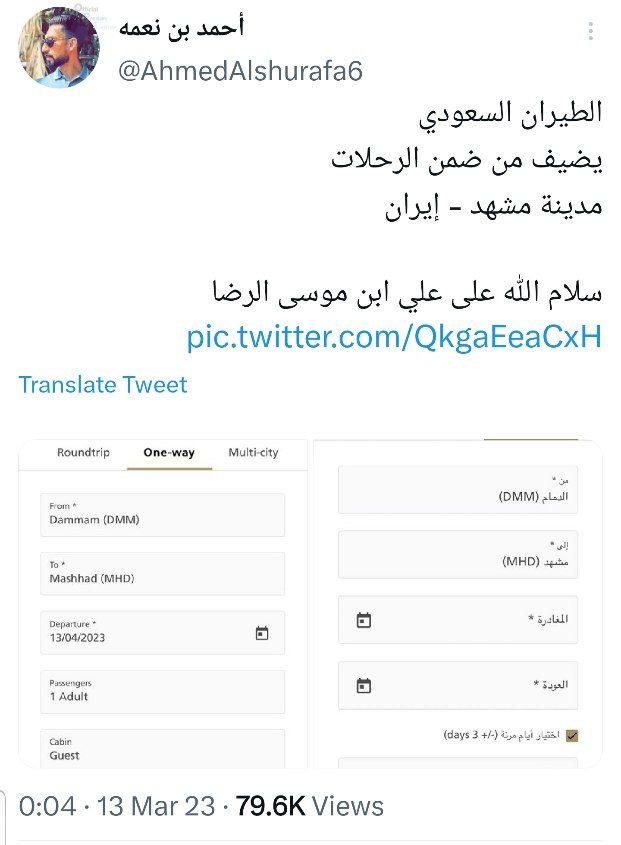 أحمد بن نعمه
@AhmedAlshurafa6
الطيران السعودي
يضيف من ضمن الرحلات
مدينة مشهد - إيران
سلام الله على علي ابن موسى الرضا
pic.twitter.com/QkgaEeaCxH
Translate Tweet
Roundtrip One-way Multi-city
From *
Dammam (DMM)
To *
Mashhad (MHD)
Departure *
13/04/2023
Passengers
1 Adult
Cabin
Guest
من *
الدمام (DMM)
إلى *
مشهد (MHD)
المغادرة *
العودة *
اختيار أيام مرنة (-/+ 3 days)
0:04 · 13 Mar 23 · 79.6K Views